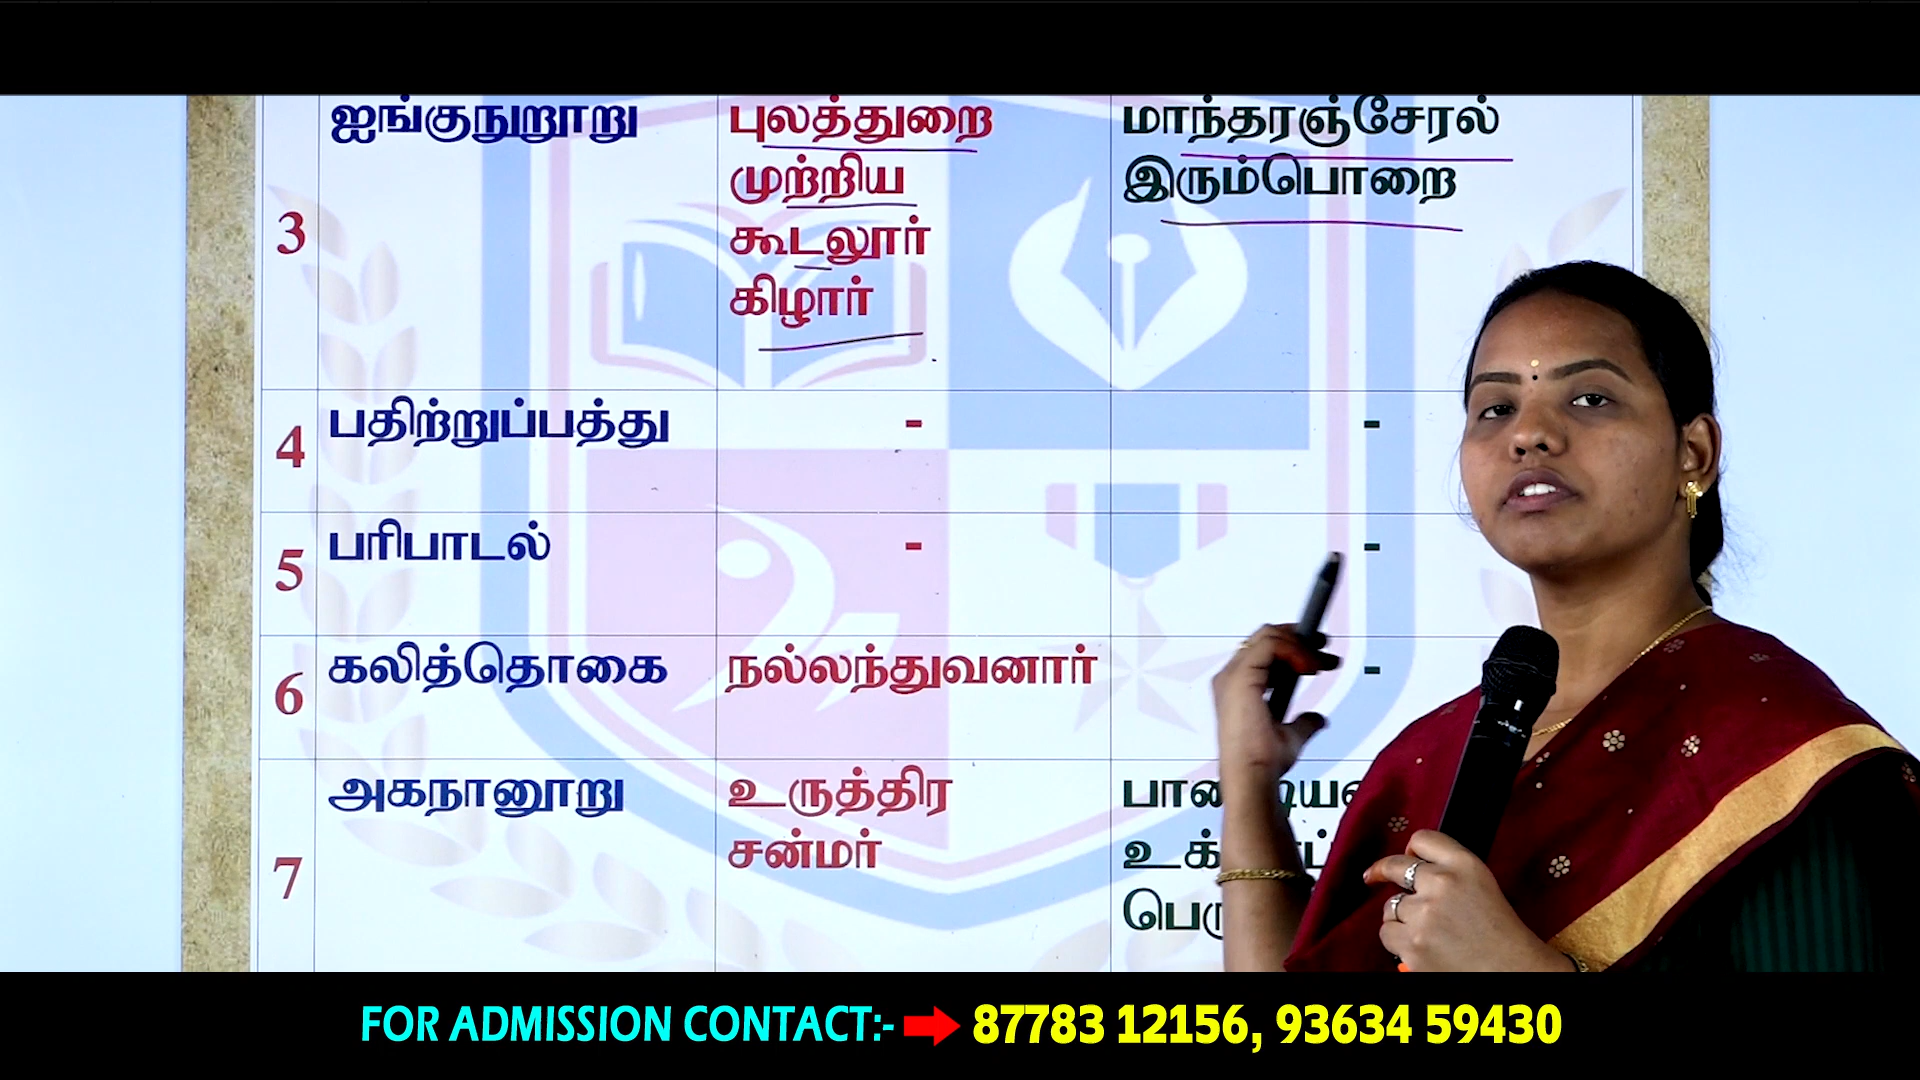 ஐங்குநுறூறு
புலத்துறை
முற்றிய
கூடலூர்
கிழார்
மாந்தரஞ்சேரல்
இரும்பொறை
3
4 பதிற்றுப்பத்து - -
5 பரிபாடல் - -
6 கலித்தொகை நல்லந்துவனார் -
7
அகநானூறு
உருத்திர
சன்மர்
FOR ADMISSION CONTACT:- 87783 12156, 93634 59430